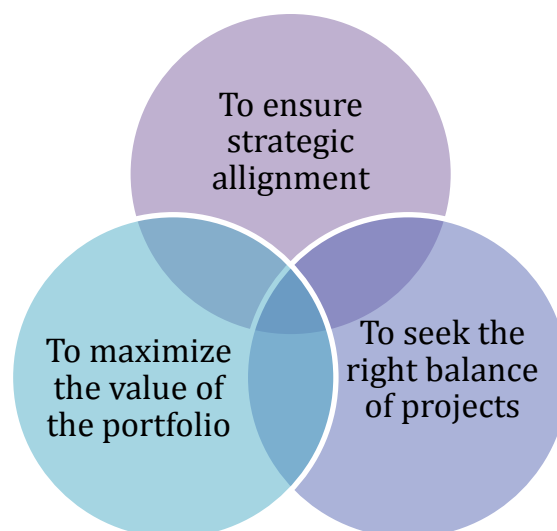 To ensure
strategic
allignment
To maximize
the value of
the portfolio
To seek the
right balance
of projects